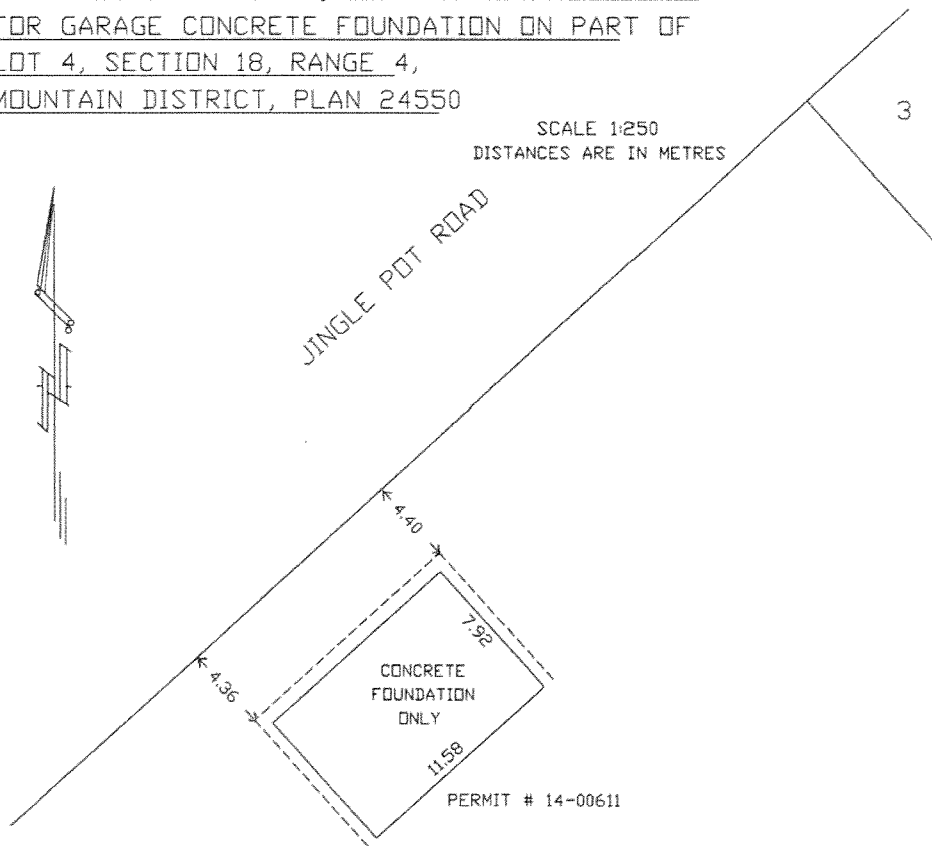 FOR GARAGE CONCRETE FOUNDATION ON PART OF
LOT 4, SECTION 18, RANGE 4,
MOUNTAIN DISTRICT, PLAN 24550
SCALE 1:250
DISTANCES ARE IN METRES
3
JINGLE POT ROAD
4.40
7.92
4.36
CONCRETE
FOUNDATION
ONLY
11.58
PERMIT # 14-00611